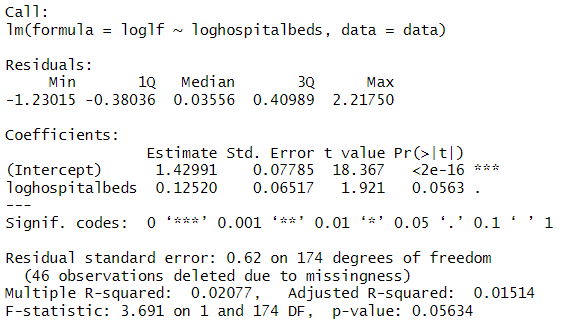 Call:
lm(formula = loglf ~ loghospitalbeds, data = data)
Residuals:
Min 1Q Median 3Q Max
-1.23015 -0.38036 0.03556 0.40989 2.21750
Coefficients:
Estimate Std. Error t value Pr(>|t|)
(Intercept) 1.42991 0.07785 18.367 <2e-16 ***
loghospitalbeds 0.12520 0.06517 1.921 0.0563 .
---
Signif. codes: 0 ‘***’ 0.001 ‘**’ 0.01 ‘*’ 0.05 ‘.’ 0.1 ‘ ’ 1
Residual standard error: 0.62 on 174 degrees of freedom
(46 observations deleted due to missingness)
Multiple R-squared: 0.02077, Adjusted R-squared: 0.01514
F-statistic: 3.691 on 1 and 174 DF, p-value: 0.05634